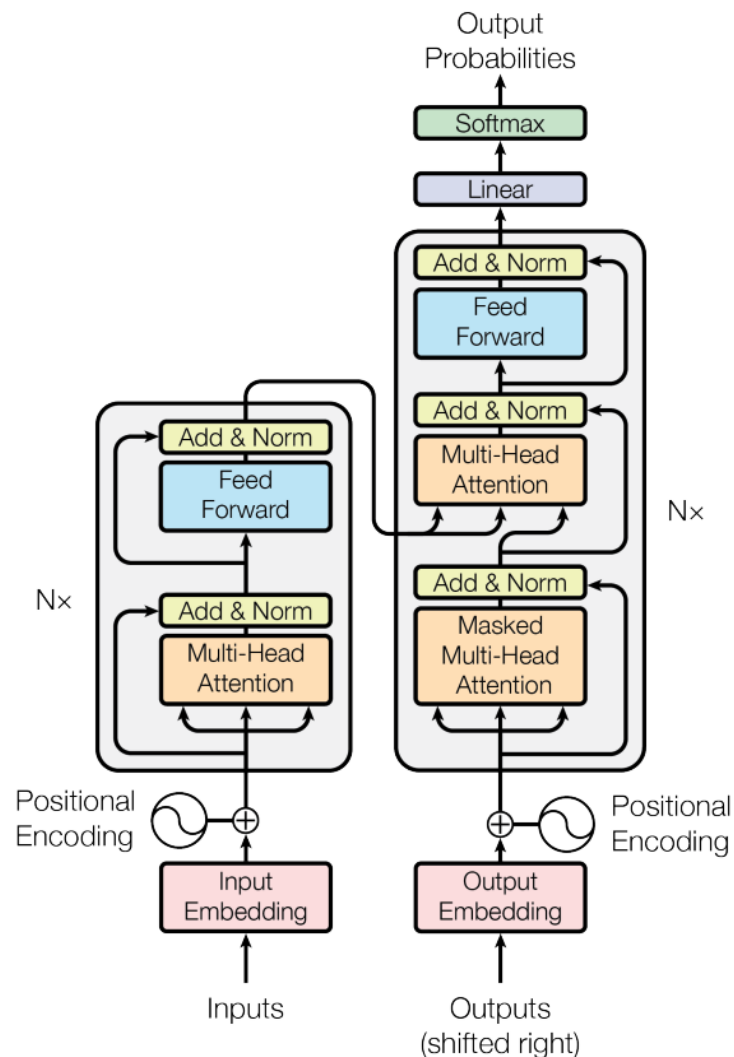 Output
Probabilities
Softmax
Linear
Add & Norm
Feed
Forward
Add & Norm
Multi-Head
Attention
Add & Norm
Masked
Multi-Head
Attention
Nx
Add & Norm
Feed
Forward
Add & Norm
Multi-Head
Attention
Nx
Positional
Encoding
Input
Embedding
Inputs
Positional
Encoding
Output
Embedding
Outputs
(shifted right)